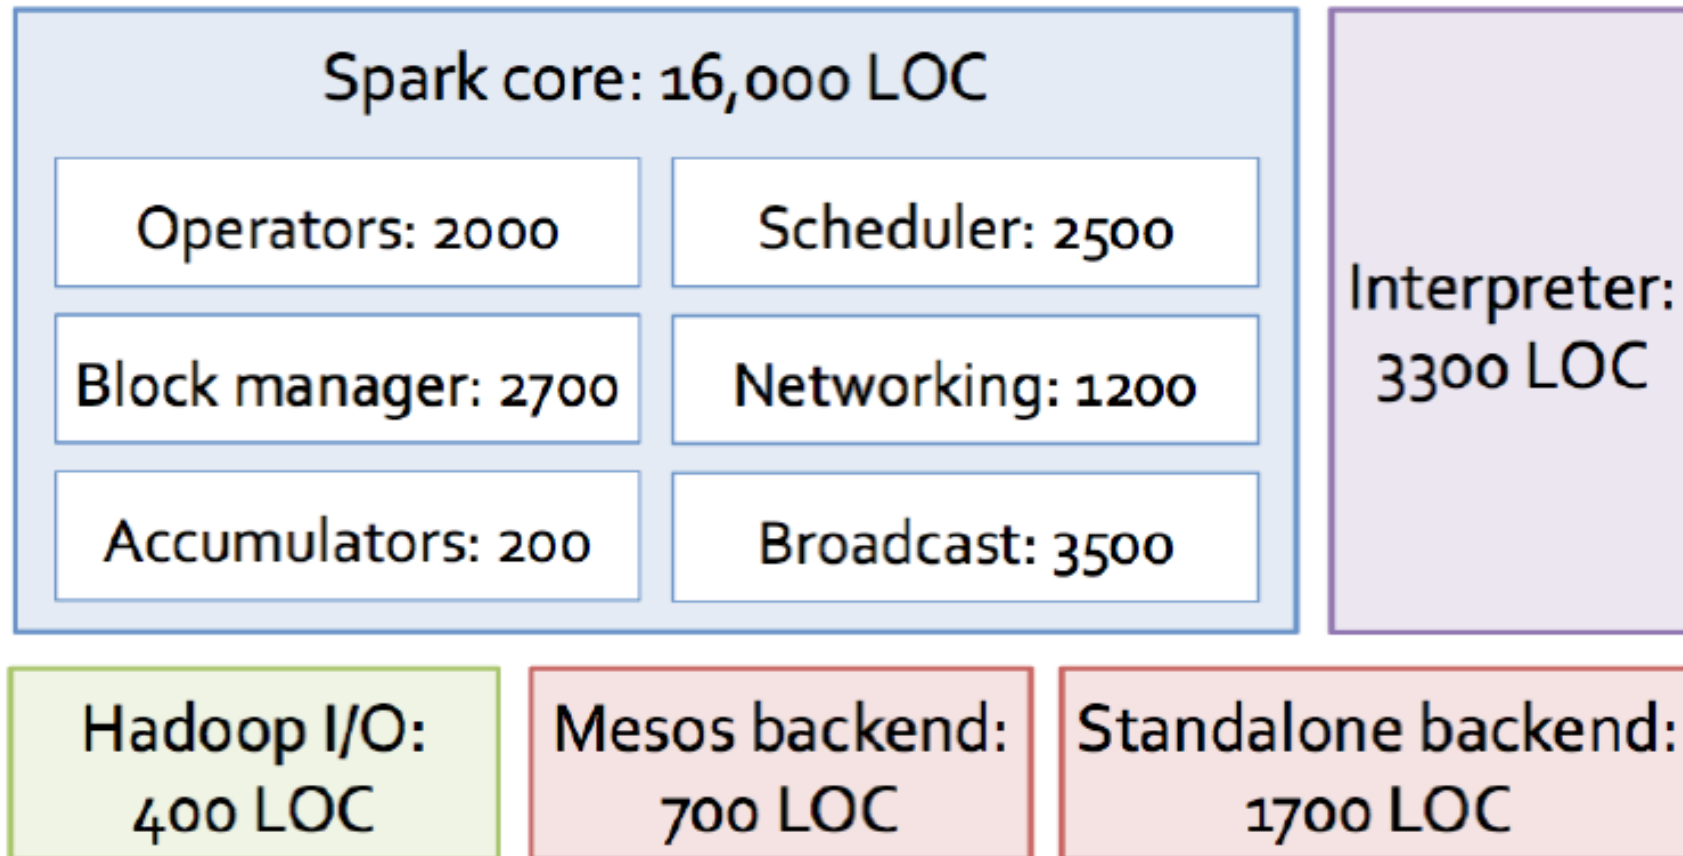 Spark core: 16,000 LOC
Operators: 2000
Scheduler: 2500
Block manager: 2700
Networking: 1200
Accumulators: 200
Broadcast: 3500
Interpreter:
3300 LOC
Hadoop I/O:
400 LOC
Mesos backend:
700 LOC
Standalone backend:
1700 LOC